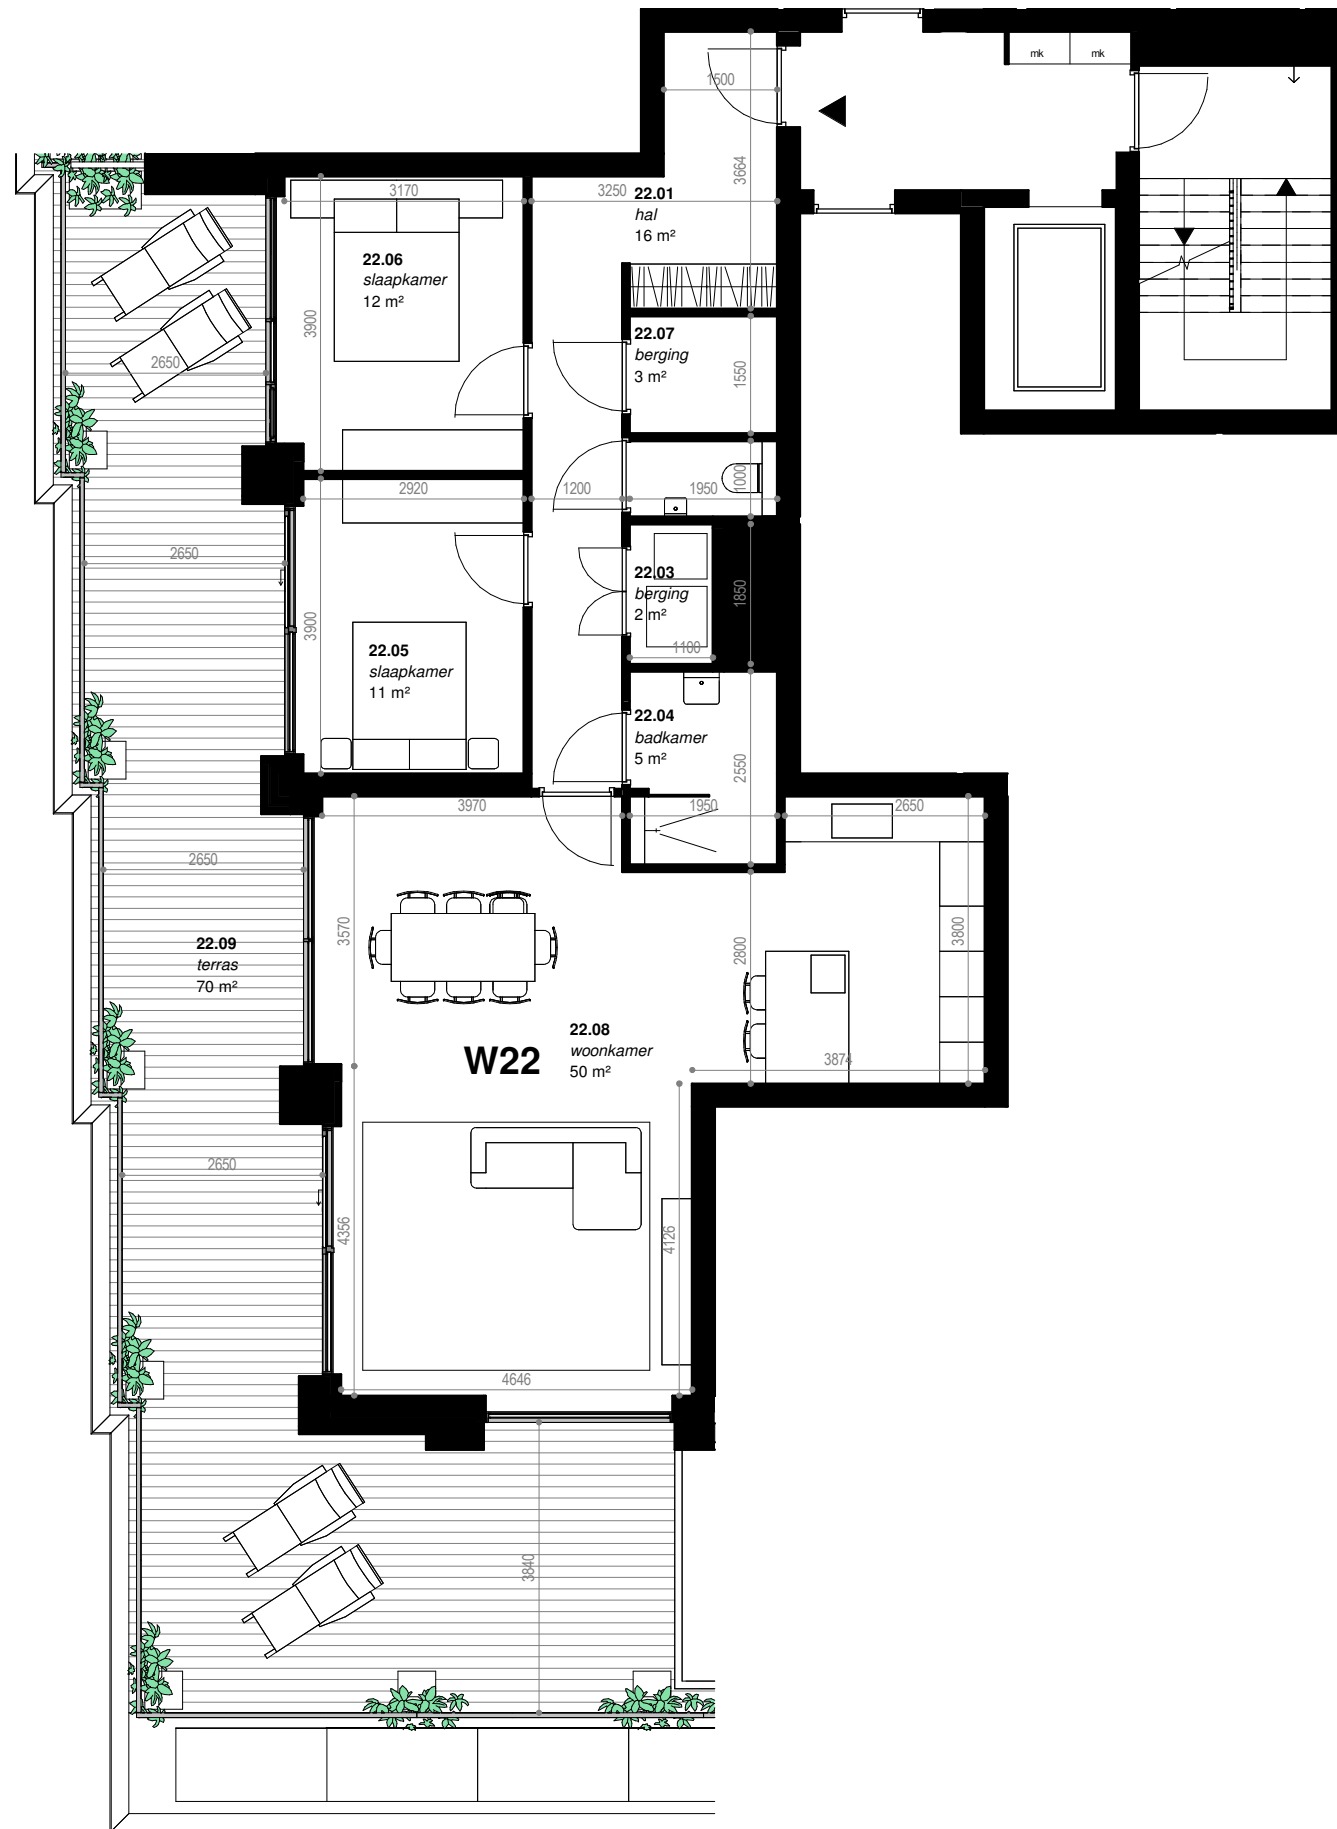 mk
mk
1500
3664
3170
3250
22.01
hal
16 m²
22.06
slaapkamer
12 m²
3900
2650
22.07
berging
3 m²
1550
2920
1200
1950
1000
2650
22.03
berging
2 m²
1850
1100
3900
22.05
slaapkamer
11 m²
22.04
badkamer
5 m²
2550
3970
1950
2650
2650
3570
2800
3800
22.09
terras
70 m²
W22
22.08
woonkamer
50 m²
3874
2650
4356
4126
4646
3840